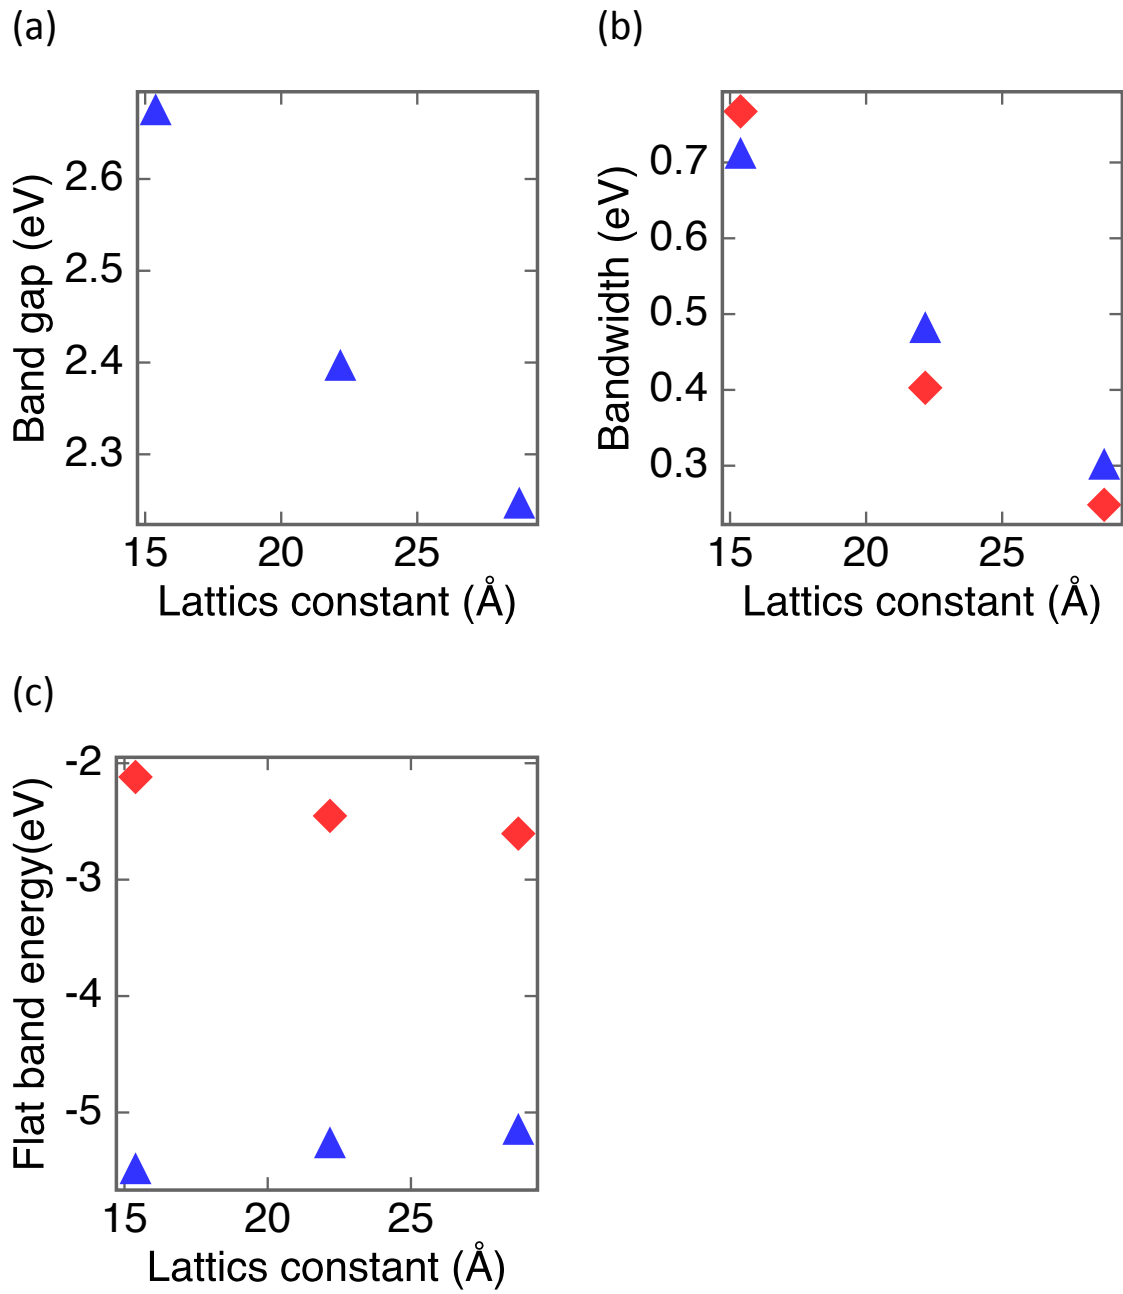 (a)
Band gap (eV)
2.6
2.5
2.4
2.3
15 20 25
Lattics constant (Å)
(b)
Bandwidth (eV)
0.7
0.6
0.5
0.4
0.3
15 20 25
Lattics constant (Å)
(c)
Flat band energy(eV)
-2
-3
-4
-5
15 20 25
Lattics constant (Å)